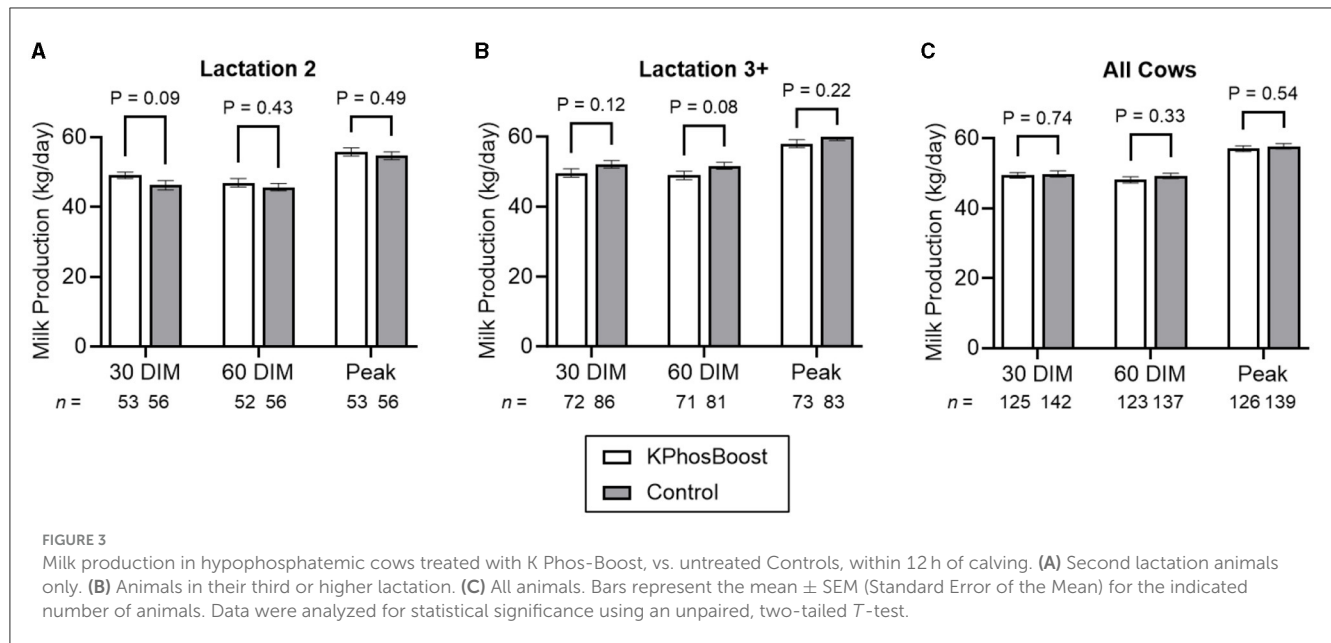 A
Lactation 2
P = 0.09
P = 0.43
P = 0.49
Milk Production (kg/day)
60
40
20
0
30 DIM
60 DIM
Peak
n = 53 56 52 56 53 56
B
Lactation 3+
P = 0.12
P = 0.08
P = 0.22
Milk Production (kg/day)
60
40
20
0
30 DIM
60 DIM
Peak
n = 72 86 71 81 73 83
C
All Cows
P = 0.74
P = 0.33
P = 0.54
Milk Production (kg/day)
60
40
20
0
30 DIM
60 DIM
Peak
n = 125 142 123 137 126 139
KPhosBoost
Control
FIGURE 3
Milk production in hypophosphatemic cows treated with K Phos-Boost, vs. untreated Controls, within 12 h of calving. (A) Second lactation animals
only. (B) Animals in their third or higher lactation. (C) All animals. Bars represent the mean ± SEM (Standard Error of the Mean) for the indicated
number of animals. Data were analyzed for statistical significance using an unpaired, two-tailed T-test.